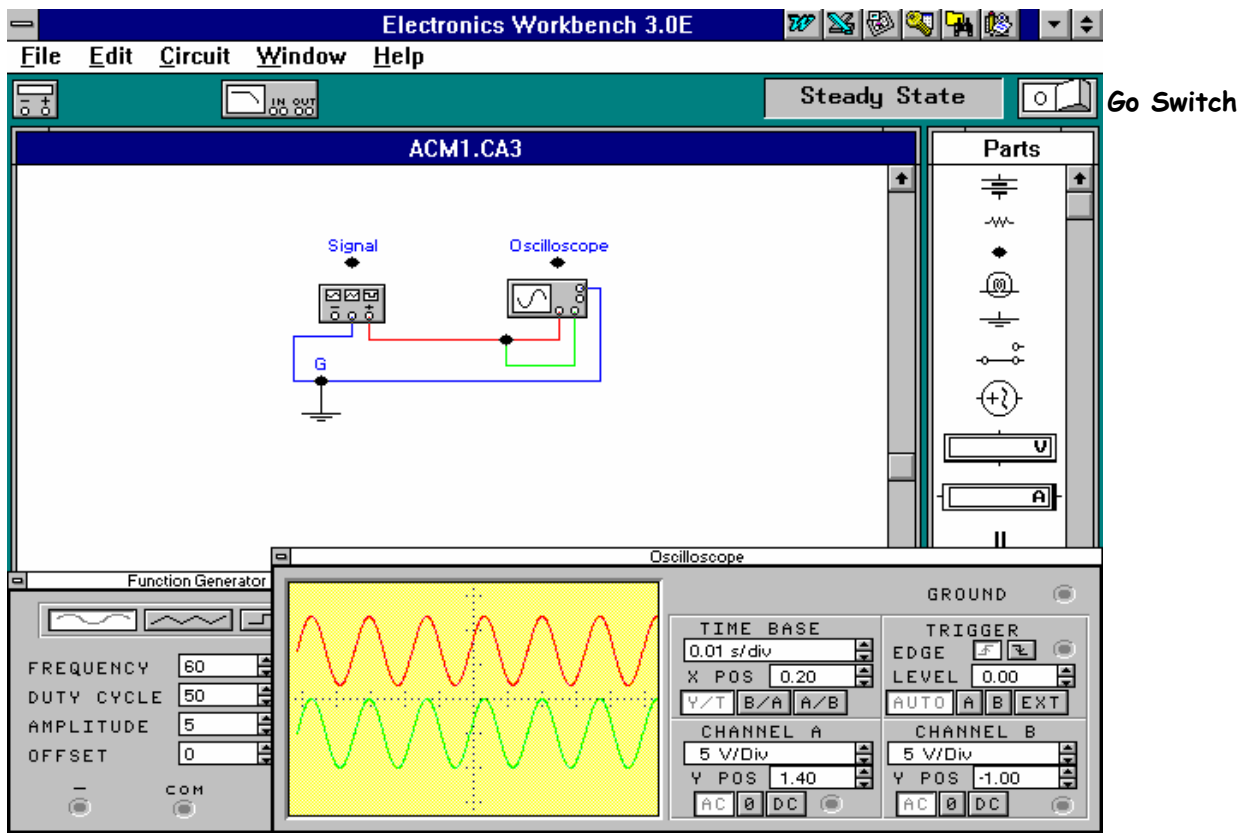 Electronics Workbench 3.0E
File Edit Circuit Window Help
IN OUT
Steady State
Go Switch
ACM1.CA3
Parts
Signal
Oscilloscope
G
V
A
Oscilloscope
Function Generator
FREQUENCY 60
DUTY CYCLE 50
AMPLITUDE 5
OFFSET 0
COM
GROUND
TIME BASE
0.01 s/div
X POS 0.20
Y/T B/A A/B
TRIGGER
EDGE
LEVEL 0.00
AUTO A B EXT
CHANNEL A
5 V/Div
Y POS 1.40
AC 0 DC
CHANNEL B
5 V/Div
Y POS -1.00
AC 0 DC